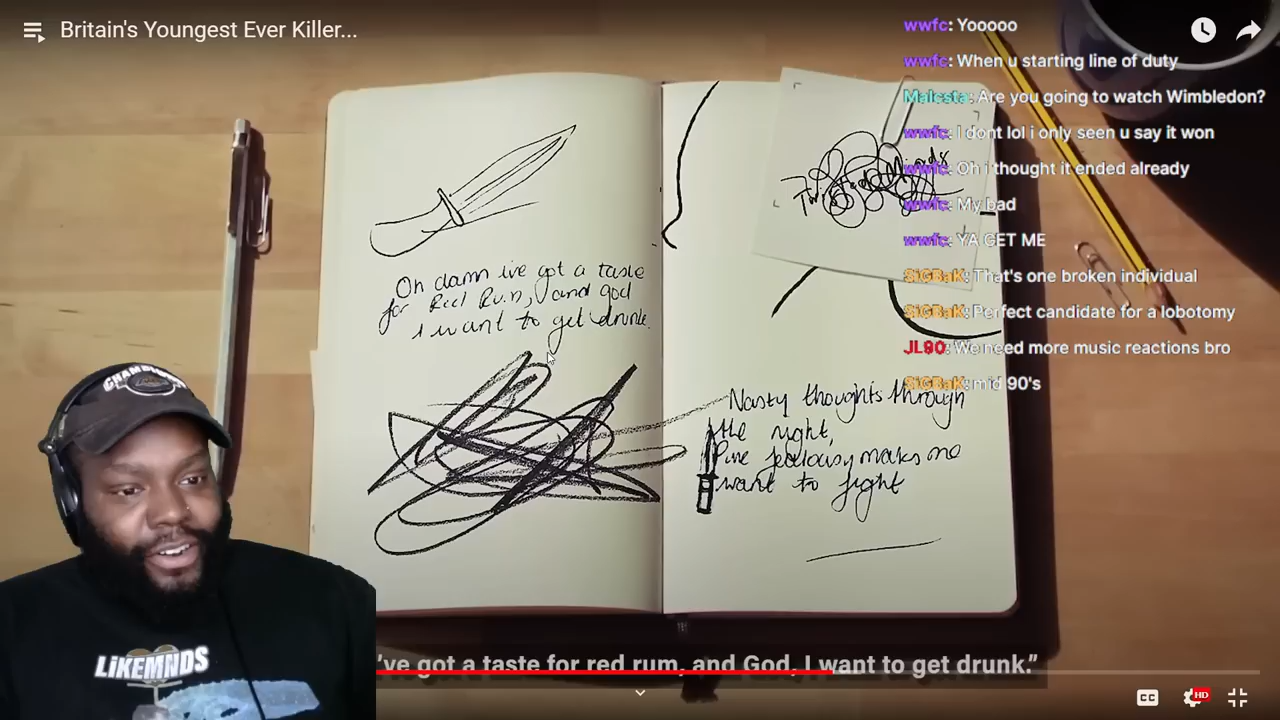 Britain's Youngest Ever Killer...
wwfc: Yooooo
wwfc: When u starting line of duty
Malcsta: Are you going to watch Wimbledon?
wwfc: I dont lol i only seen u say it won
wwfc: Oh i thought it ended already
wwfc: My bad
wwfc: YA GET ME
SiGBaK: That's one broken individual
SiGBaK: Perfect candidate for a lobotomy
JL90: We need more music reactions bro
SiGBaK: mid 90's
Oh damn ive got a taste
for Red Rum, and god
i want to get drunk.
Nasty thoughts through
the night,
Pure jealousy makes me
want to fight
CHAMPIONS
LiKEMNDS
've got a taste for red rum, and God, I want to get drunk.”
CC
HD